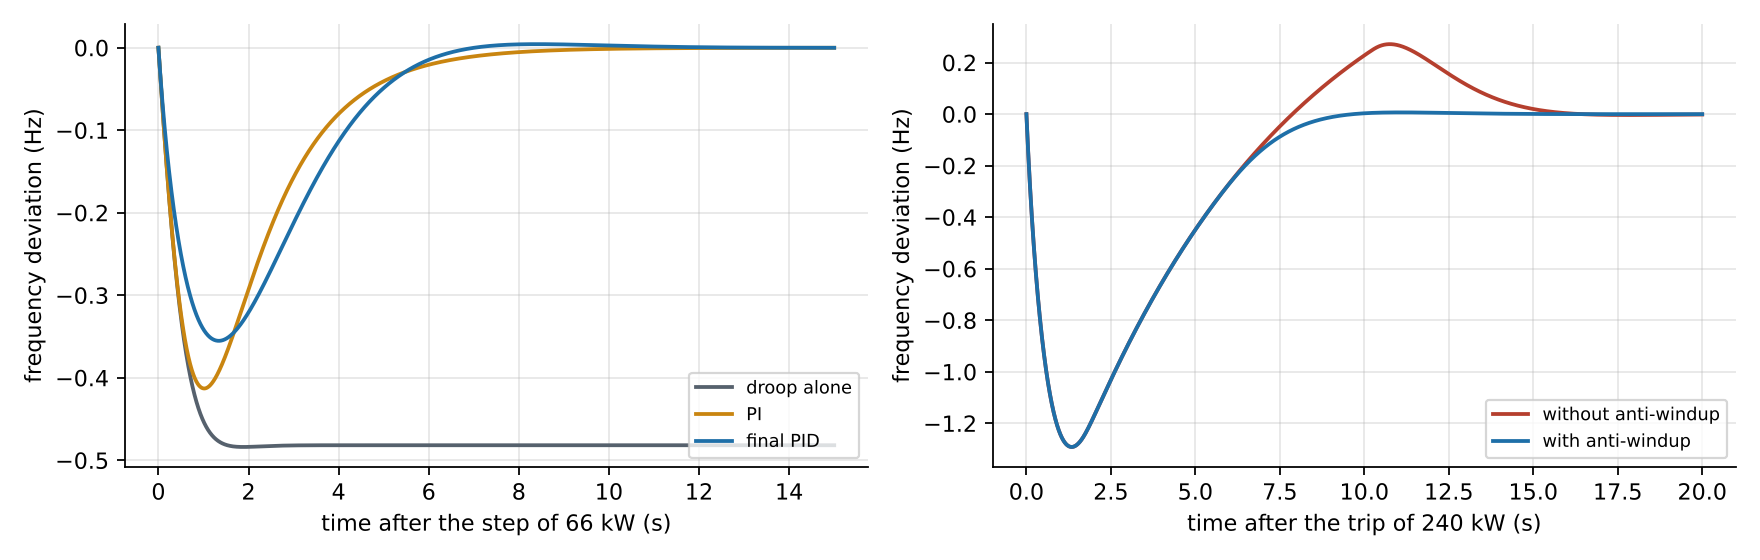 frequency deviation (Hz)
0.0
−0.1
−0.2
−0.3
−0.4
−0.5
droop alone
PI
final PID
0 2 4 6 8 10 12 14
time after the step of 66 kW (s)
frequency deviation (Hz)
0.2
0.0
−0.2
−0.4
−0.6
−0.8
−1.0
−1.2
without anti-windup
with anti-windup
0.0 2.5 5.0 7.5 10.0 12.5 15.0 17.5 20.0
time after the trip of 240 kW (s)